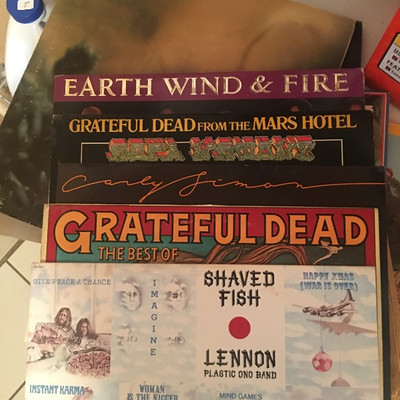 EARTH WIND & FIRE
GRATEFUL DEAD FROM THE MARS HOTEL
Carly Simon
GRATEFUL DEAD
THE BEST OF
GIVE PEACE A CHANCE
IMAGINE
SHAVED
FISH
HAPPY XMAS
(WAR IS OVER)
LENNON
PLASTIC ONO BAND
INSTANT KARMA
WOMAN
IS THE NIGGER
MIND GAMES